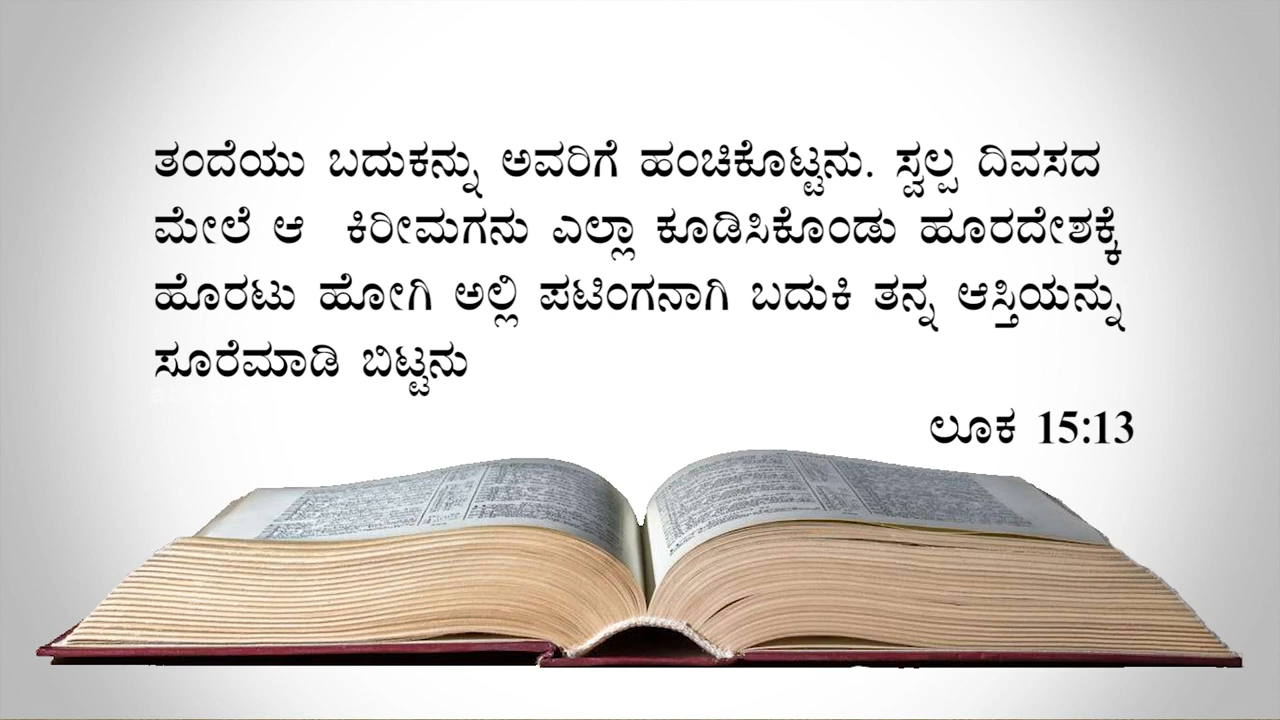 ತಂದೆಯು ಬದುಕನ್ನು ಅವರಿಗೆ ಹಂಚಿಕೊಟ್ಟನು. ಸ್ವಲ್ಪ ದಿವಸದ
ಮೇಲೆ ಆ ಕಿರೀಮಗನು ಎಲ್ಲಾ ಕೂಡಿಸಿಕೊಂಡು ಹೂರದೇಶಕ್ಕೆ
ಹೊರಟು ಹೋಗಿ ಅಲ್ಲಿ ಪಟಿಂಗನಾಗಿ ಬದುಕಿ ತನ್ನ ಆಸ್ತಿಯನ್ನು
ಸೂರೆಮಾಡಿ ಬಿಟ್ಟನು
ಲೂಕ 15:13